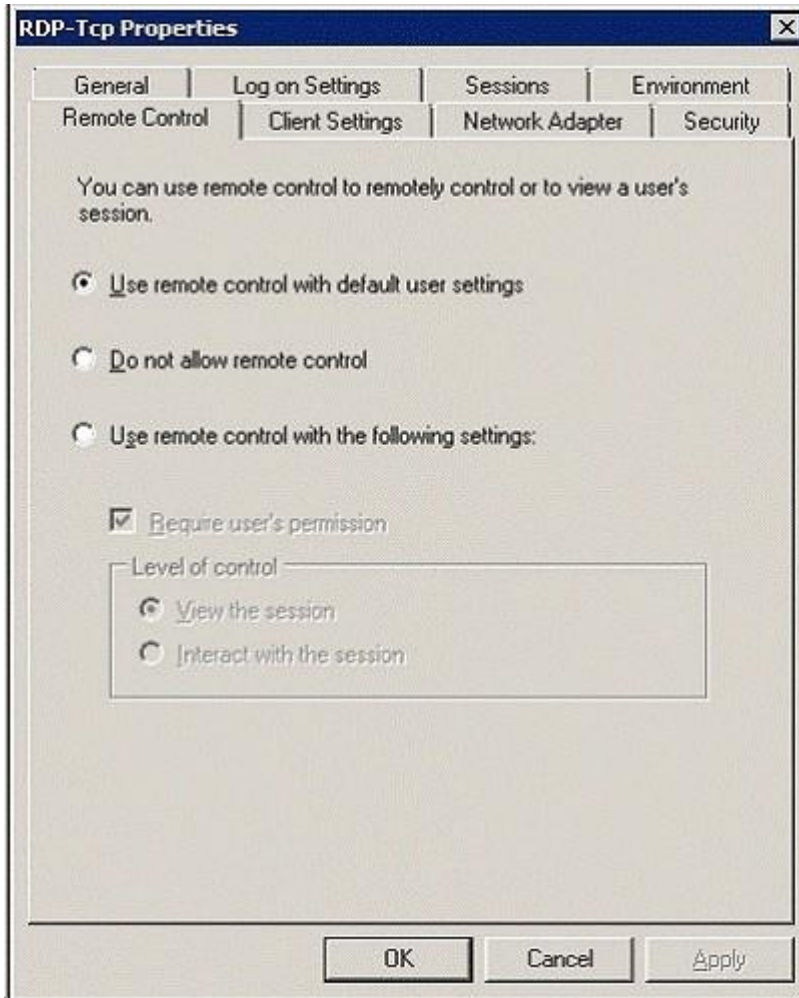 RDP-Tcp Properties
General Log on Settings Sessions Environment
Remote Control Client Settings Network Adapter Security
You can use remote control to remotely control or to view a user's
session.
Use remote control with default user settings
Do not allow remote control
Use remote control with the following settings:
Require user's permission
Level of control
View the session
Interact with the session
OK Cancel Apply